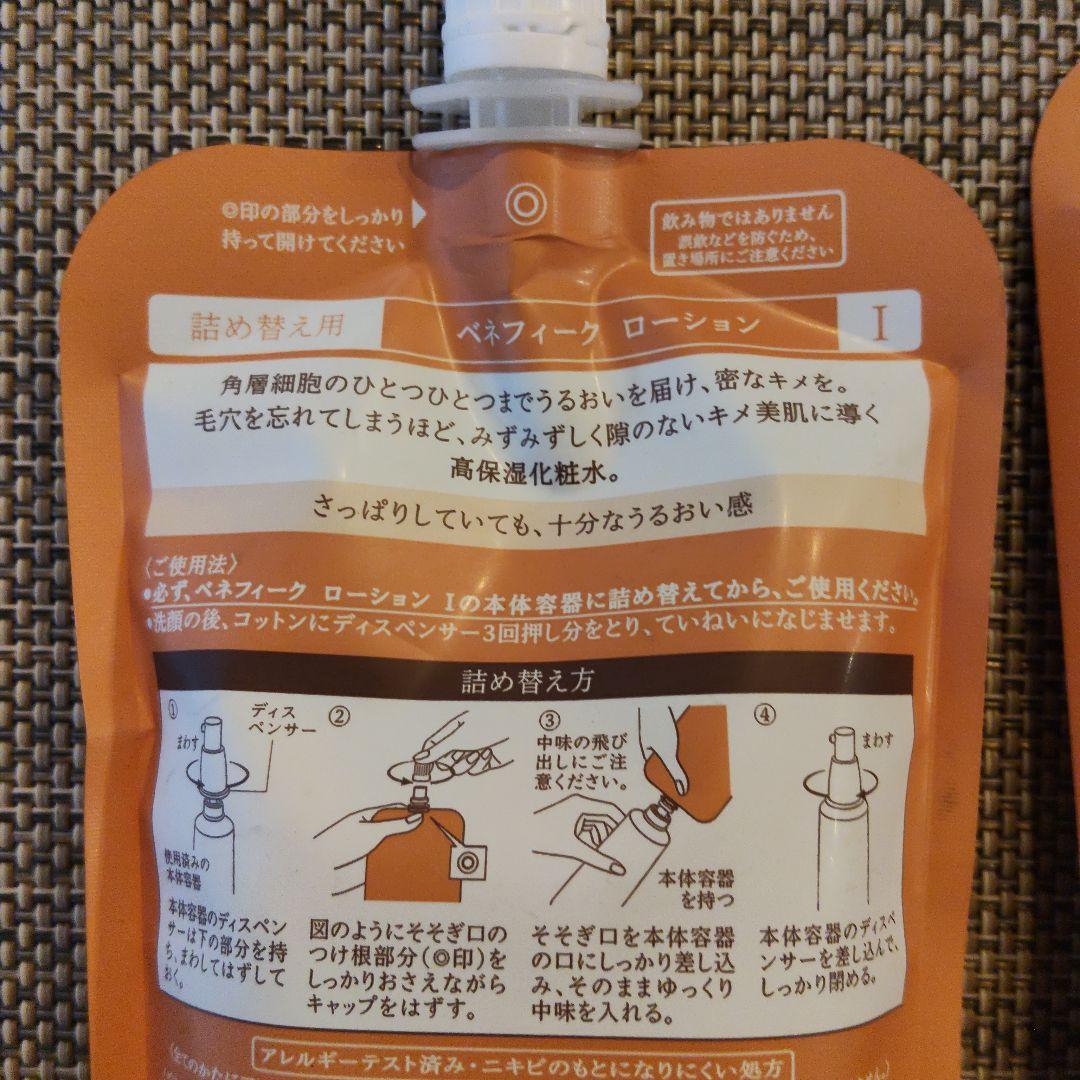 ◎印の部分をしっかり
持って開けてください
◎
飲み物ではありません
誤飲などを防ぐため、
置き場所にご注意ください
詰め替え用 ベネフィーク ローション I
角層細胞のひとつひとつまでうるおいを届け、密なキメを。
毛穴を忘れてしまうほど、みずみずしく隙のないキメ美肌に導く
高保湿化粧水。
さっぱりしていても、十分なうるおい感
〈ご使用法〉
•必ず、ベネフィーク ローション Iの本体容器に詰め替えてから、ご使用ください。
•洗顔の後、コットンにディスペンサー3回押し分をとり、ていねいになじませます。
詰め替え方
①
ディス
ペンサー
まわす
使用済みの
本体容器
本体容器のディスペン
サーは下の部分を持
ち、まわしてはずして
おく。
②
◎
図のようにそそぎ口の
つけ根部分(◎印)を
しっかりおさえながら
キャップをはずす。
③
中味の飛び
出しにご注
意ください。
本体容器
を持つ
そそぎ口を本体容器
の口にしっかり差し込
み、そのままゆっくり
中味を入れる。
④
まわす
本体容器のディスペ
ンサーを差し込んで、
しっかり閉める。
アレルギーテスト済み・ニキビのもとになりにくい処方